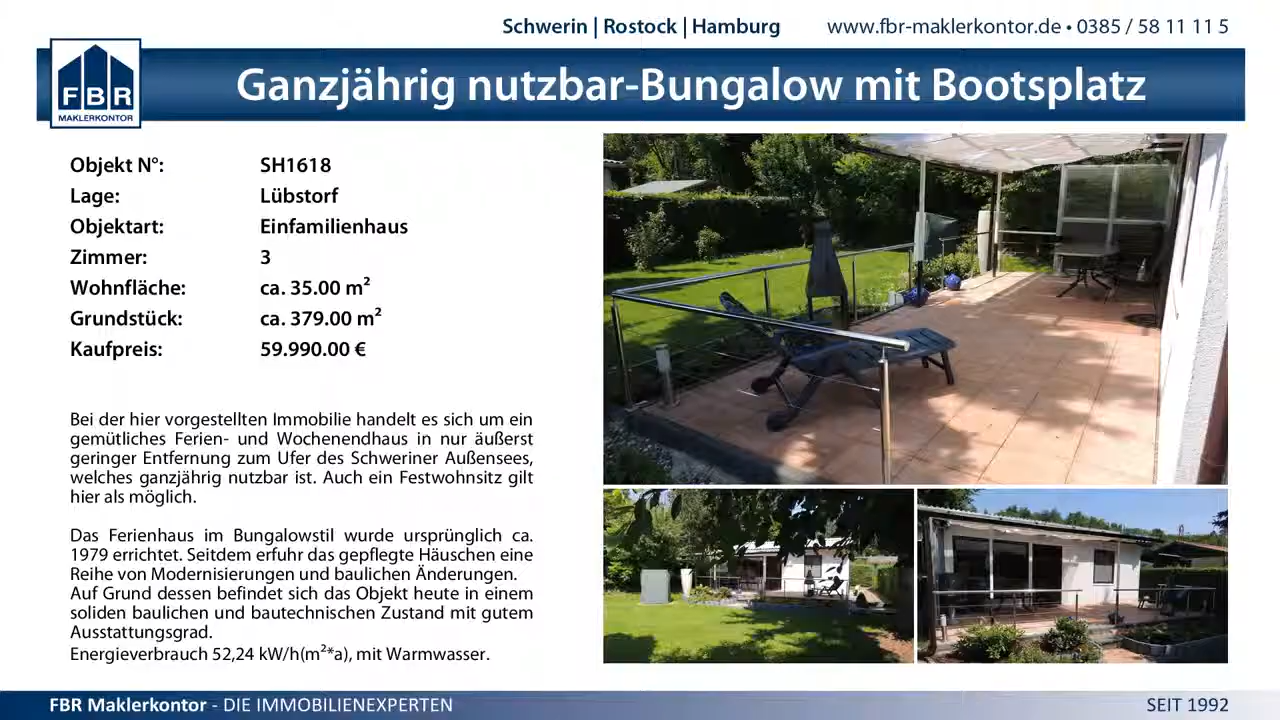 Schwerin | Rostock | Hamburg www.fbr-maklerkontor.de • 0385 / 58 11 11 5
FBR
MAKLERKONTOR
Ganzjährig nutzbar-Bungalow mit Bootsplatz
Objekt N°: SH1618
Lage: Lübstorf
Objektart: Einfamilienhaus
Zimmer: 3
Wohnfläche: ca. 35.00 m²
Grundstück: ca. 379.00 m²
Kaufpreis: 59.990.00 €
Bei der hier vorgestellten Immobilie handelt es sich um ein
gemütliches Ferien- und Wochenendhaus in nur äußerst
geringer Entfernung zum Ufer des Schweriner Außensees,
welches ganzjährig nutzbar ist. Auch ein Festwohnsitz gilt
hier als möglich.
Das Ferienhaus im Bungalowstil wurde ursprünglich ca.
1979 errichtet. Seitdem erfuhr das gepflegte Häuschen eine
Reihe von Modernisierungen und baulichen Änderungen.
Auf Grund dessen befindet sich das Objekt heute in einem
soliden baulichen und bautechnischen Zustand mit gutem
Ausstattungsgrad.
Energieverbrauch 52,24 kW/h(m²*a), mit Warmwasser.
FBR Maklerkontor - DIE IMMOBILIENEXPERTEN SEIT 1992